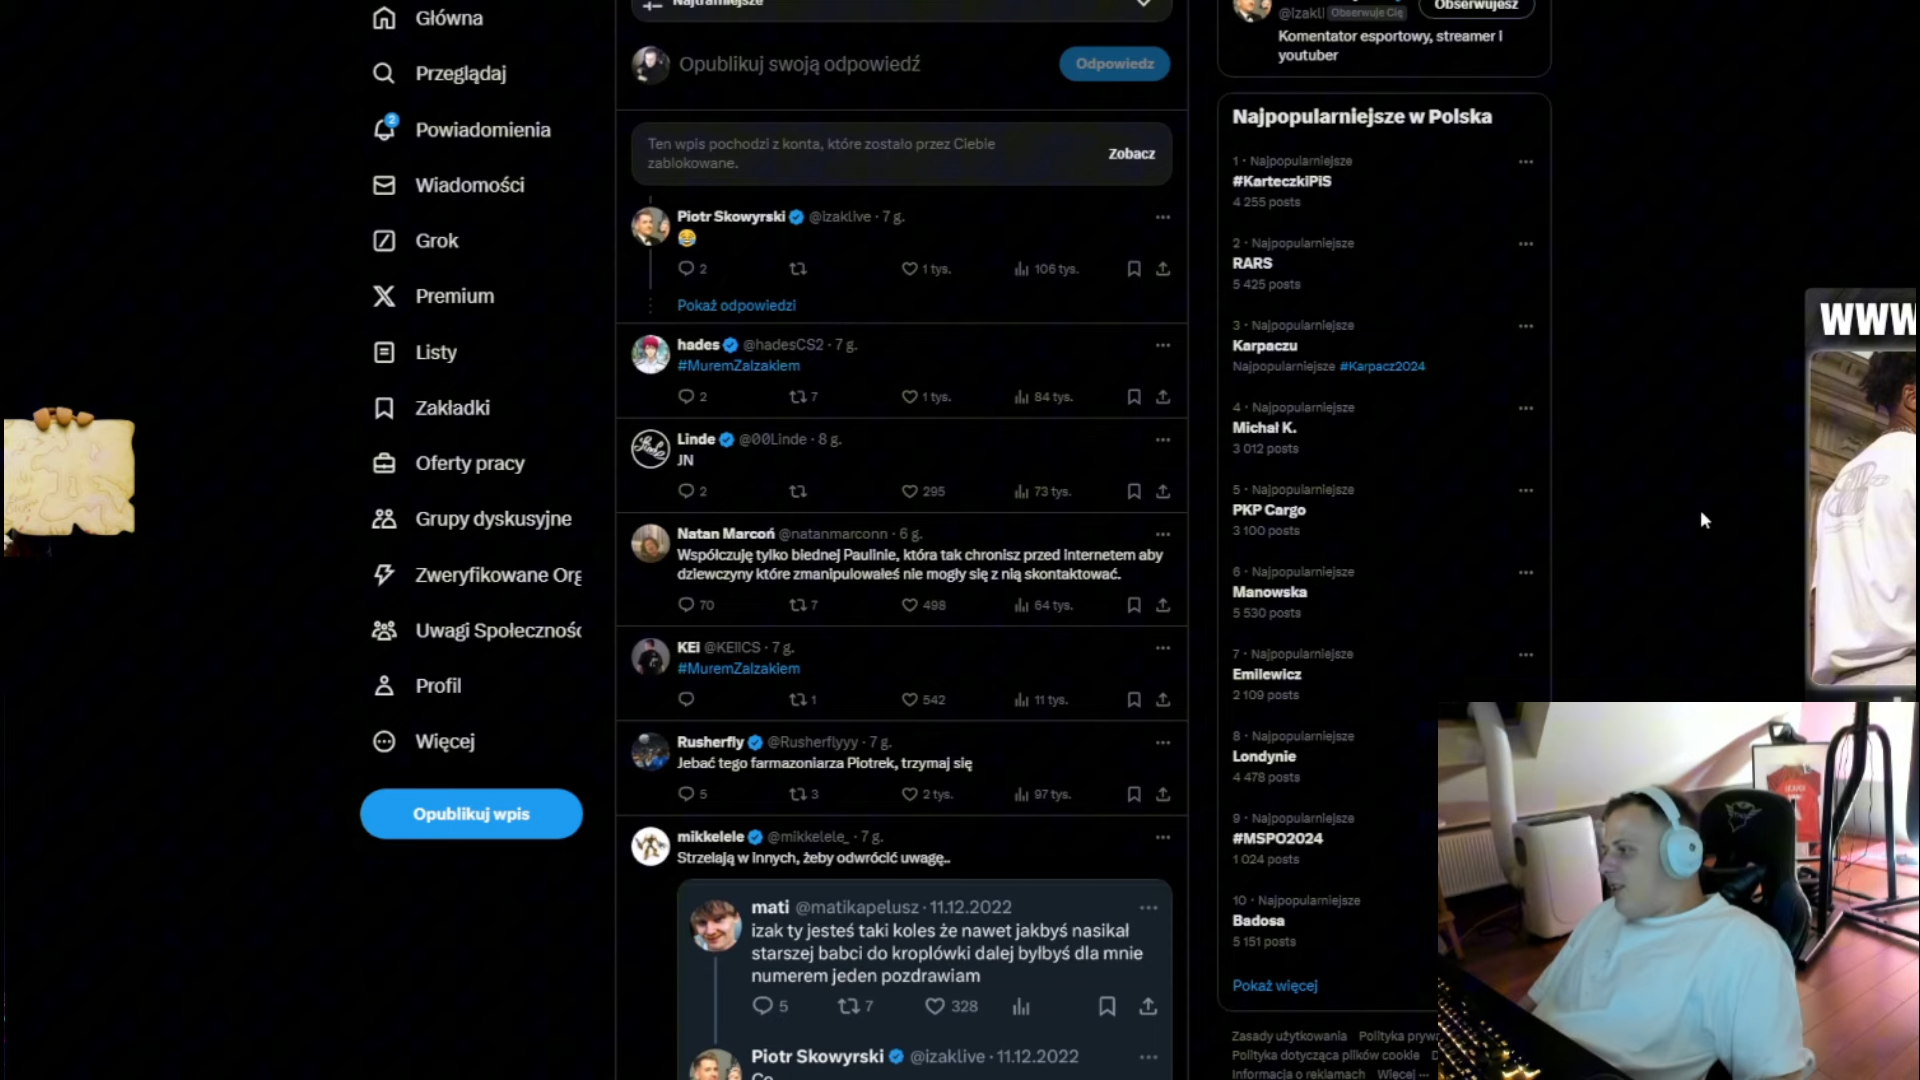 Główna
Przeglądaj
2
Powiadomienia
Wiadomości
Grok
Premium
Listy
Zakładki
Oferty pracy
Grupy dyskusyjne
Zweryfikowane Org
Uwagi Społecznośc
Profil
Więcej
Opublikuj wpis
Najtrafniejsze
Opublikuj swoją odpowiedź
Odpowiedz
Ten wpis pochodzi z konta, które zostało przez Ciebie
zablokowane.
Zobacz
Piotr Skowyrski @izaklive · 7 g.
😂
2 1 tys. 106 tys.
Pokaż odpowiedzi
hades @hadesCS2 · 7 g.
#MuremZaIzakiem
2 7 1 tys. 84 tys.
Linde @00Linde · 8 g.
JN
2 295 73 tys.
Natan Marcoń @natanmarconn · 6 g.
Współczuję tylko biednej Paulinie, która tak chronisz przed internetem aby
dziewczyny które zmanipulowałeś nie mogły się z nią skontaktować.
70 7 498 64 tys.
KEi @KEIICS · 7 g.
#MuremZaIzakiem
1 542 11 tys.
Rusherfly @Rusherflyyy · 7 g.
Jebać tego farmazoniarza Piotrek, trzymaj się
5 3 2 tys. 97 tys.
mikkelele @mikkelele_ · 7 g.
Strzelają w innych, żeby odwrócić uwagę..
mati @matikapelusz · 11.12.2022
izak ty jesteś taki koles że nawet jakbyś nasikał
starszej babci do kroplówki dalej byłbyś dla mnie
numerem jeden pozdrawiam
5 7 328
Piotr Skowyrski @izaklive · 11.12.2022
Co
@izakli Obserwuje Cię
Obserwujesz
Komentator esportowy, streamer i
youtuber
Najpopularniejsze w Polska
1 · Najpopularniejsze
#KarteczkiPiS
4 255 posts
2 · Najpopularniejsze
RARS
5 425 posts
3 · Najpopularniejsze
Karpaczu
Najpopularniejsze #Karpacz2024
4 · Najpopularniejsze
Michał K.
3 012 posts
5 · Najpopularniejsze
PKP Cargo
3 100 posts
6 · Najpopularniejsze
Manowska
5 530 posts
7 · Najpopularniejsze
Emilewicz
2 109 posts
8 · Najpopularniejsze
Londynie
4 478 posts
9 · Najpopularniejsze
#MSPO2024
1 024 posts
10 · Najpopularniejsze
Badosa
5 151 posts
Pokaż więcej
Zasady użytkowania Polityka pryw
Polityka dotycząca plików cookie
Informacja o reklamach Więcej ···
WWW